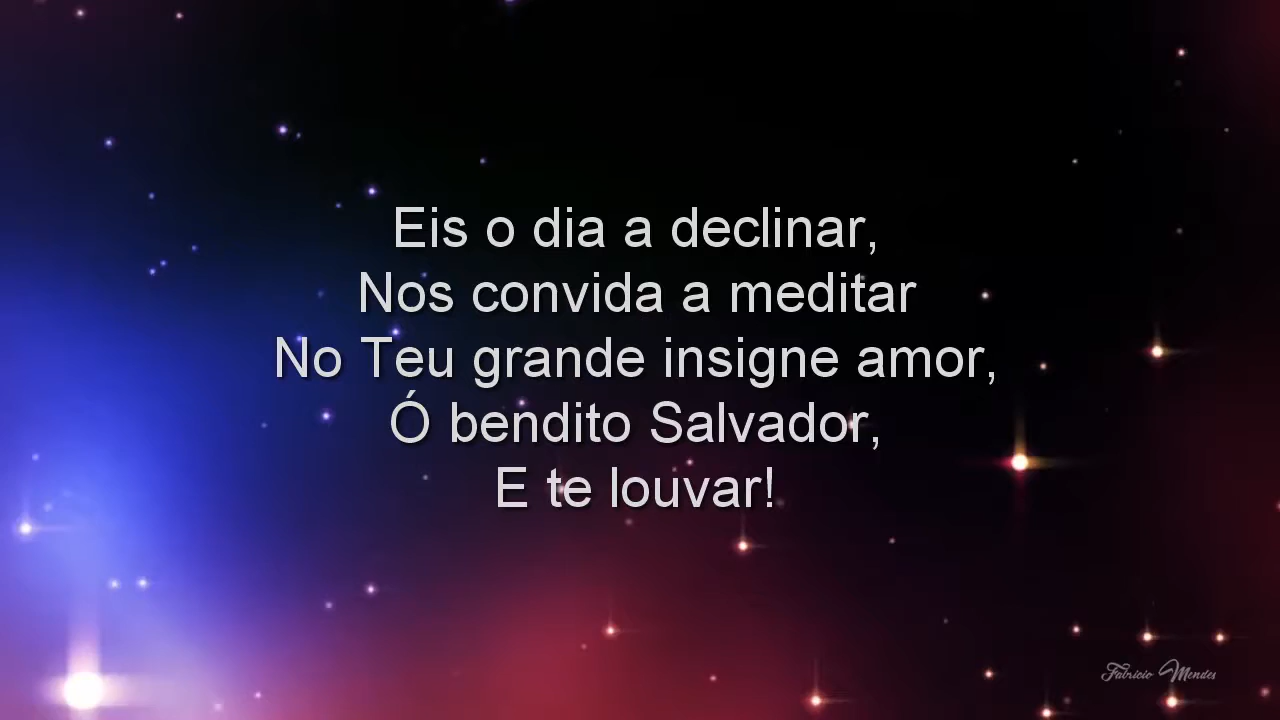 Eis o dia a declinar,
Nos convida a meditar
No Teu grande insigne amor,
Ó bendito Salvador,
E te louvar!
Fabricio Mendes